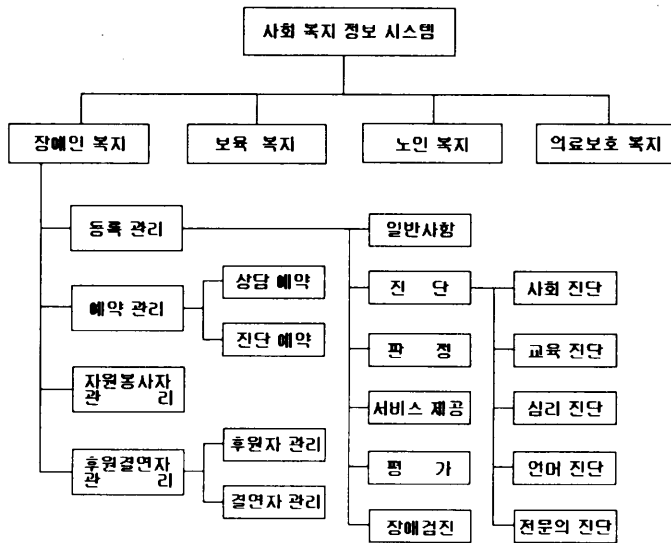 사회 복지 정보 시스템
장애인 복지
보육 복지
노인 복지
의료보호 복지
등록 관리
일반사항
상담 예약
예약 관리
진단 예약
진 단
사회 진단
판 정
교육 진단
자원봉사자
관 리
서비스 제공
심리 진단
후원결연자
관 리
후원자 관리
결연자 관리
평 가
언어 진단
장애검진
전문의 진단